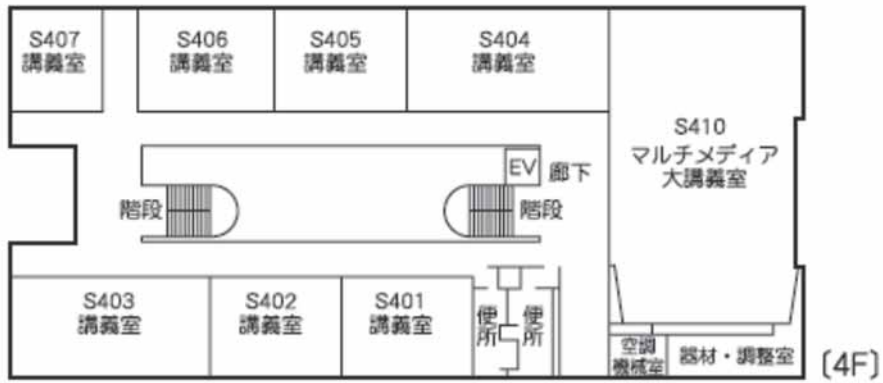 S407
講義室
S406
講義室
S405
講義室
S404
講義室
S410
マルチメディア
大講義室
EV
廊下
階段
階段
S403
講義室
S402
講義室
S401
講義室
便所
便所
空調
機械室
器材・調整室
〔4F〕